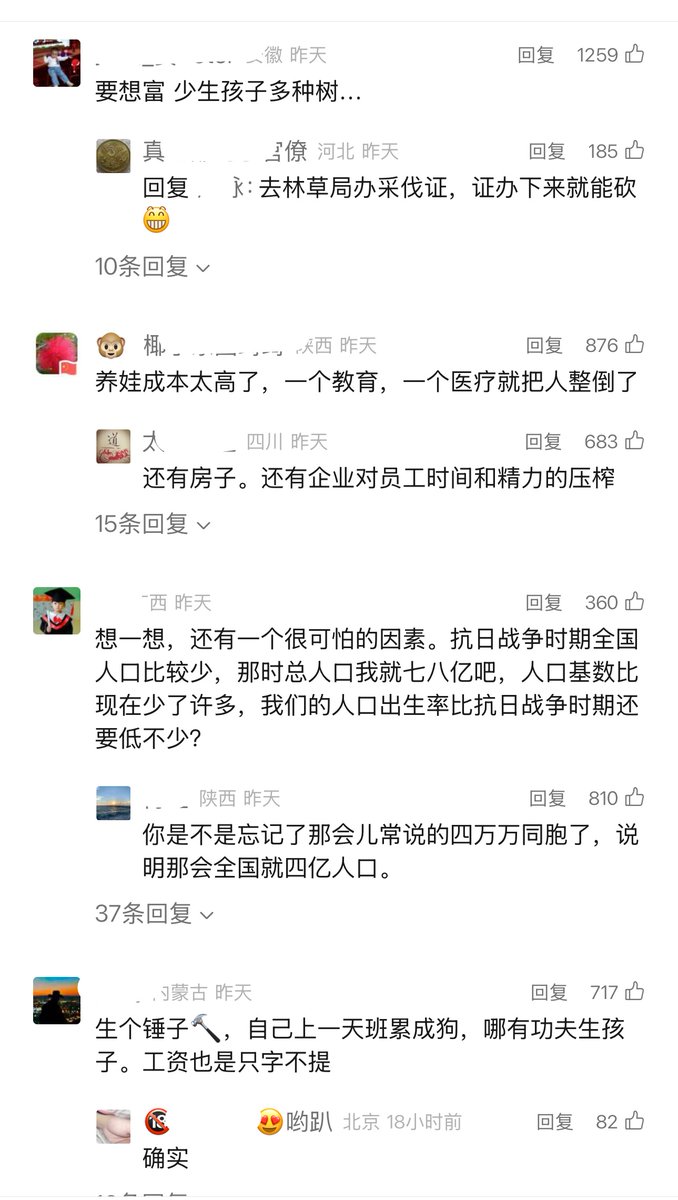 徽 昨天 回复 1259
要想富 少生孩子多种树...
真 官僚 河北 昨天 回复 185
回复 : 去林草局办采伐证，证办下来就能砍
😁
10条回复
🐵 椰 陕西 昨天 回复 876
养娃成本太高了，一个教育，一个医疗就把人整倒了
道
太 四川 昨天 回复 683
还有房子。还有企业对员工时间和精力的压榨
15条回复
西 昨天 回复 360
想一想，还有一个很可怕的因素。抗日战争时期全国
人口比较少，那时总人口我就七八亿吧，人口基数比
现在少了许多，我们的人口出生率比抗日战争时期还
要低不少？
陕西 昨天 回复 810
你是不是忘记了那会儿常说的四万万同胞了，说
明那会全国就四亿人口。
37条回复
内蒙古 昨天 回复 717
生个锤子🔨，自己上一天班累成狗，哪有功夫生孩
子。工资也是只字不提
🔞 😍哟趴 北京 18小时前 回复 82
确实